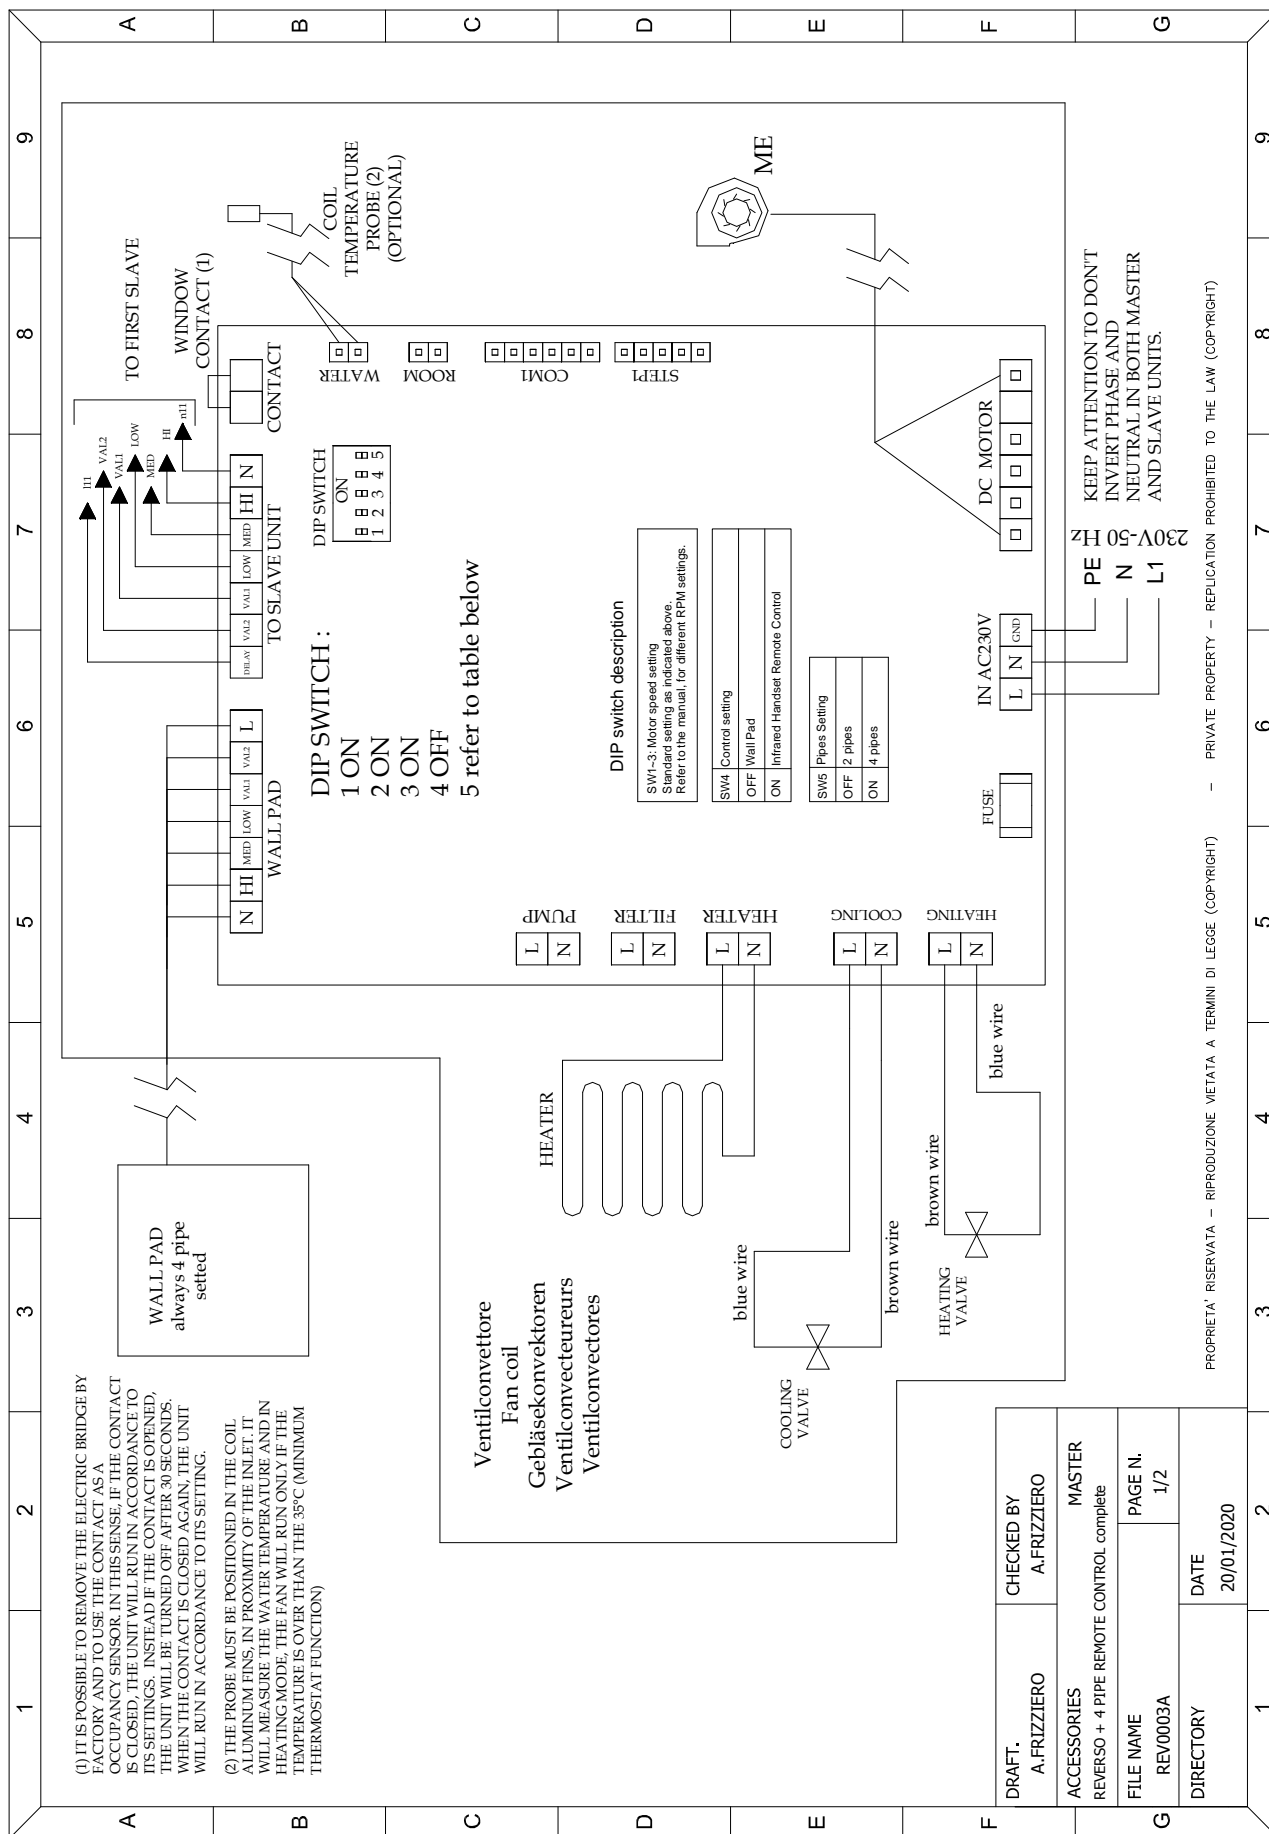 A
B
C
D
E
F
G
9
8
7
6
5
4
3
2
1
(1) IT IS POSSIBLE TO REMOVE THE ELECTRIC BRIDGE BY
FACTORY AND TO USE THE CONTACT AS A
OCCUPANCY SENSOR. IN THIS SENSE, IF THE CONTACT
IS CLOSED, THE UNIT WILL RUN IN ACCORDANCE TO
ITS SETTINGS. INSTEAD IF THE CONTACT IS OPENED,
THE UNIT WILL BE TURNED OFF AFTER 30 SECONDS.
WHEN THE CONTACT IS CLOSED AGAIN, THE UNIT
WILL RUN IN ACCORDANCE TO ITS SETTING.
(2) THE PROBE MUST BE POSITIONED IN THE COIL
ALUMINUM FINS, IN PROXIMITY OF THE INLET. IT
WILL MEASURE THE WATER TEMPERATURE AND IN
HEATING MODE, THE FAN WILL RUN ONLY IF THE
TEMPERATURE IS OVER THAN THE 35°C (MINIMUM
THERMOSTAT FUNCTION)
WALL PAD
always 4 pipe
setted
N HI MED LOW VAL1 VAL2 L
WALL PAD
DELAY VAL2 VAL1 LOW MED HI N
TO SLAVE UNIT
l11
VAL2
VAL1
LOW
MED
HI
n11
TO FIRST SLAVE
WINDOW
CONTACT (1)
CONTACT
COIL
TEMPERATURE
PROBE (2)
(OPTIONAL)
WATER
ROOM
COM1
STEP1
DIP SWITCH
ON
1 2 3 4 5
DIP SWITCH :
1 ON
2 ON
3 ON
4 OFF
5 refer to table below
DIP switch description
SW1~3: Motor speed setting
Standard setting as indicated above.
Refer to the manual, for different RPM settings.
SW4 Control setting
OFF Wall Pad
ON Infrared Handset Remote Control
SW5 Pipes Setting
OFF 2 pipes
ON 4 pipes
PUMP
L
N
FILTER
L
N
HEATER
L
N
COOLING
L
N
HEATING
L
N
HEATER
Ventilconvettore
Fan coil
Gebläsekonvektoren
Ventilconvecteureurs
Ventilconvectores
blue wire
brown wire
COOLING
VALVE
brown wire
blue wire
HEATING
VALVE
FUSE
IN AC230V
L N GND
DC MOTOR
ME
PE
N
L1
230V-50 Hz
KEEP ATTENTION TO DON'T
INVERT PHASE AND
NEUTRAL IN BOTH MASTER
AND SLAVE UNITS.
DRAFT.
A.FRIZZIERO
CHECKED BY
A.FRIZZIERO
ACCESSORIES MASTER
REVERSO + 4 PIPE REMOTE CONTROL complete
FILE NAME
REV0003A
PAGE N.
1/2
DIRECTORY
DATE
20/01/2020
PROPRIETA' RISERVATA – RIPRODUZIONE VIETATA A TERMINI DI LEGGE (COPYRIGHT) – PRIVATE PROPERTY – REPLICATION PROHIBITED TO THE LAW (COPYRIGHT)
A
B
C
D
E
F
G
9
8
7
6
5
4
3
2
1